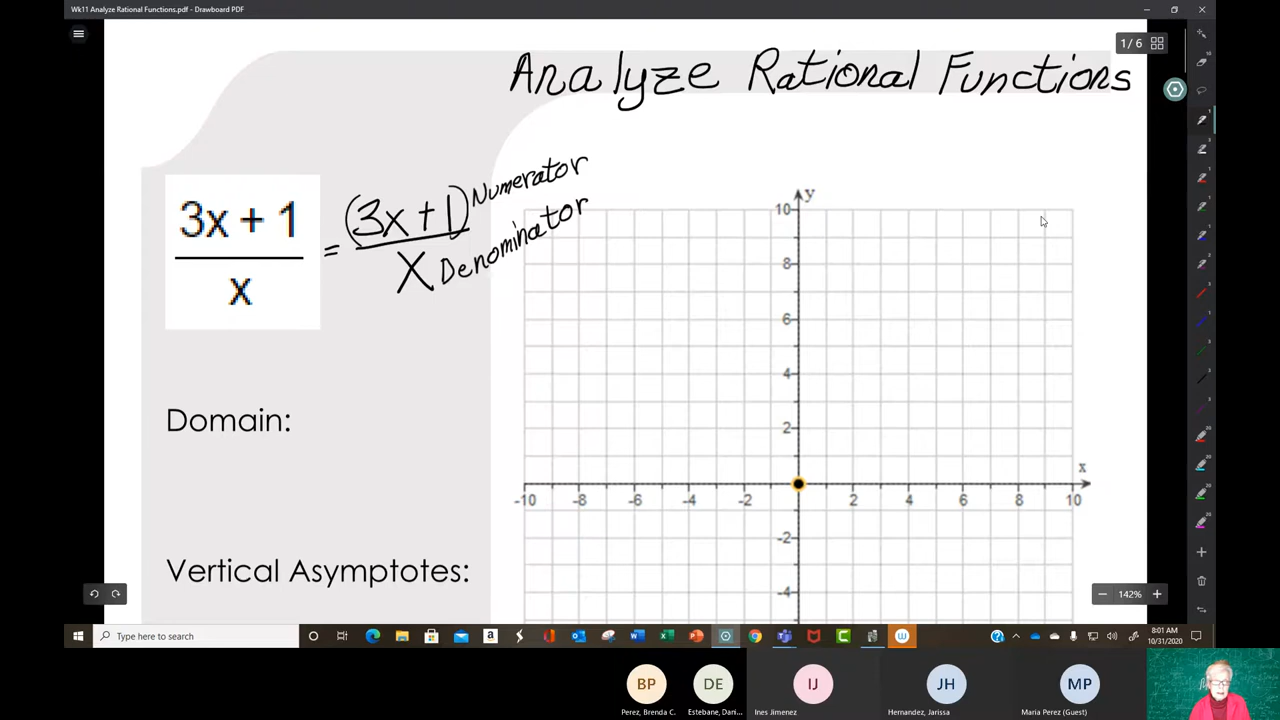 Wk11 Analyze Rational Functions.pdf - Drawboard PDF
1 / 6
Analyze Rational Functions
3x + 1
x
= (3x + 1) Numerator
x Denominator
y
10
8
6
4
2
x
-10 -8 -6 -4 -2 2 4 6 8 10
-2
-4
Domain:
Vertical Asymptotes:
142%
Type here to search
8:01 AM
10/31/2020
BP DE IJ JH MP
Perez, Brenda C. Estebane, Dani... Ines Jimenez Hernandez, Jarissa Maria Perez (Guest)